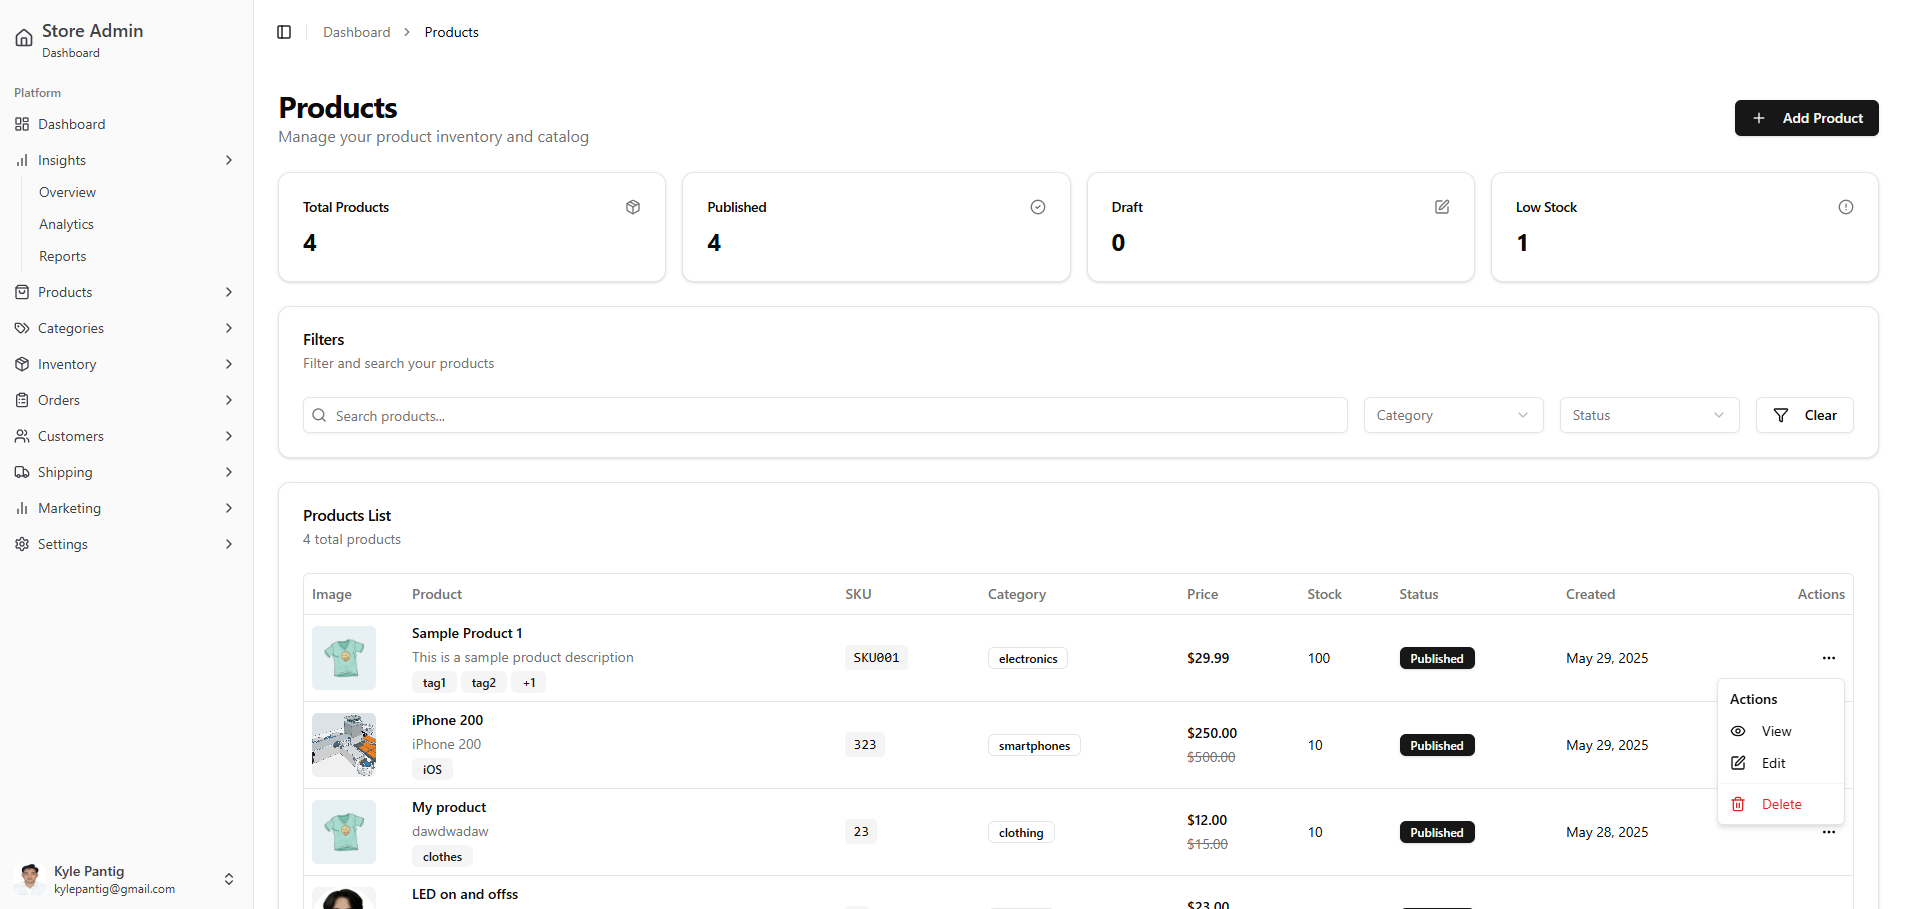 Store Admin
Dashboard
Platform
Dashboard
Insights
Overview
Analytics
Reports
Products
Categories
Inventory
Orders
Customers
Shipping
Marketing
Settings
Kyle Pantig
kylepantig@gmail.com
Dashboard > Products
Products
Manage your product inventory and catalog
Add Product
Total Products
4
Published
4
Draft
0
Low Stock
1
Filters
Filter and search your products
Search products...
Category
Status
Clear
Products List
4 total products
Image Product SKU Category Price Stock Status Created Actions
Sample Product 1
This is a sample product description
tag1 tag2 +1
SKU001 electronics $29.99 100 Published May 29, 2025
iPhone 200
iPhone 200
iOS
323 smartphones $250.00 10 Published May 29, 2025
$500.00
My product
dawdwadaw
clothes
23 clothing $12.00 10 Published May 28, 2025
$15.00
LED on and offss
$23.00
Actions
View
Edit
Delete